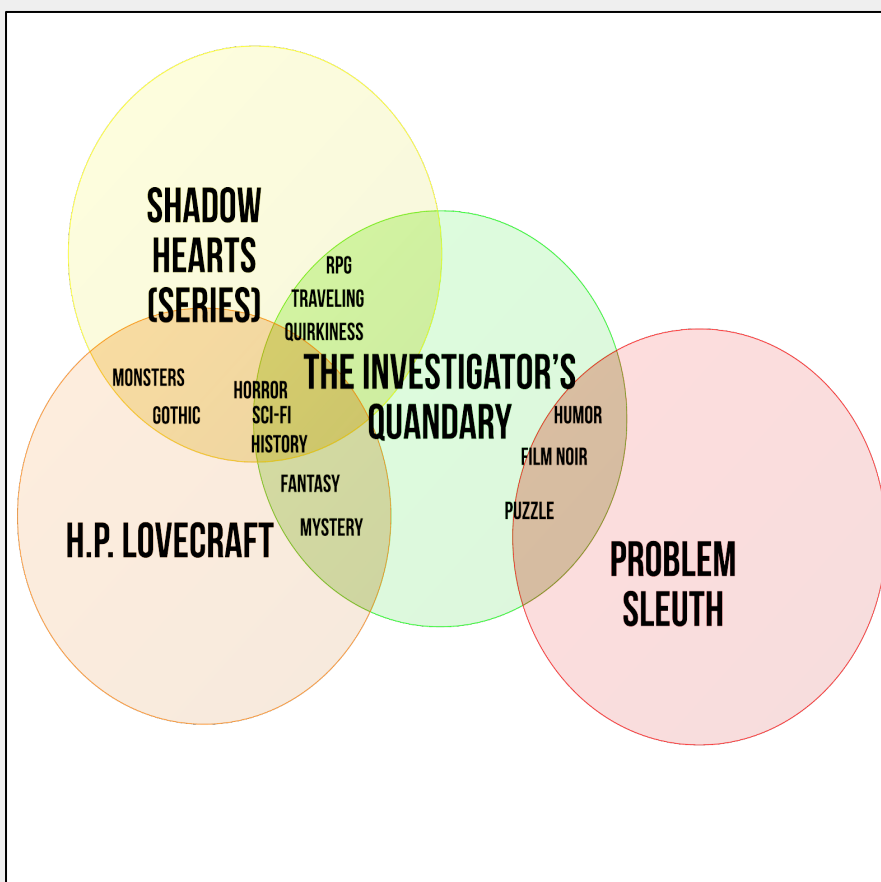 SHADOW
HEARTS
(SERIES)
RPG
TRAVELING
QUIRKINESS
THE INVESTIGATOR'S
QUANDARY
MONSTERS
GOTHIC
HORROR
SCI-FI
HISTORY
FANTASY
MYSTERY
H.P. LOVECRAFT
HUMOR
FILM NOIR
PUZZLE
PROBLEM
SLEUTH